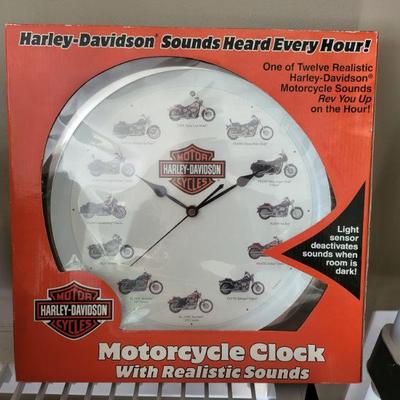 Harley-Davidson® Sounds Heard Every Hour!
One of Twelve Realistic
Harley-Davidson®
Motorcycle Sounds
Rev You Up
on the Hour!
MOTOR
HARLEY-DAVIDSON
CYCLES
Light
sensor
deactivates
sounds when
room is
dark!
MOTOR
HARLEY-DAVIDSON
CYCLES
Motorcycle Clock
With Realistic Sounds